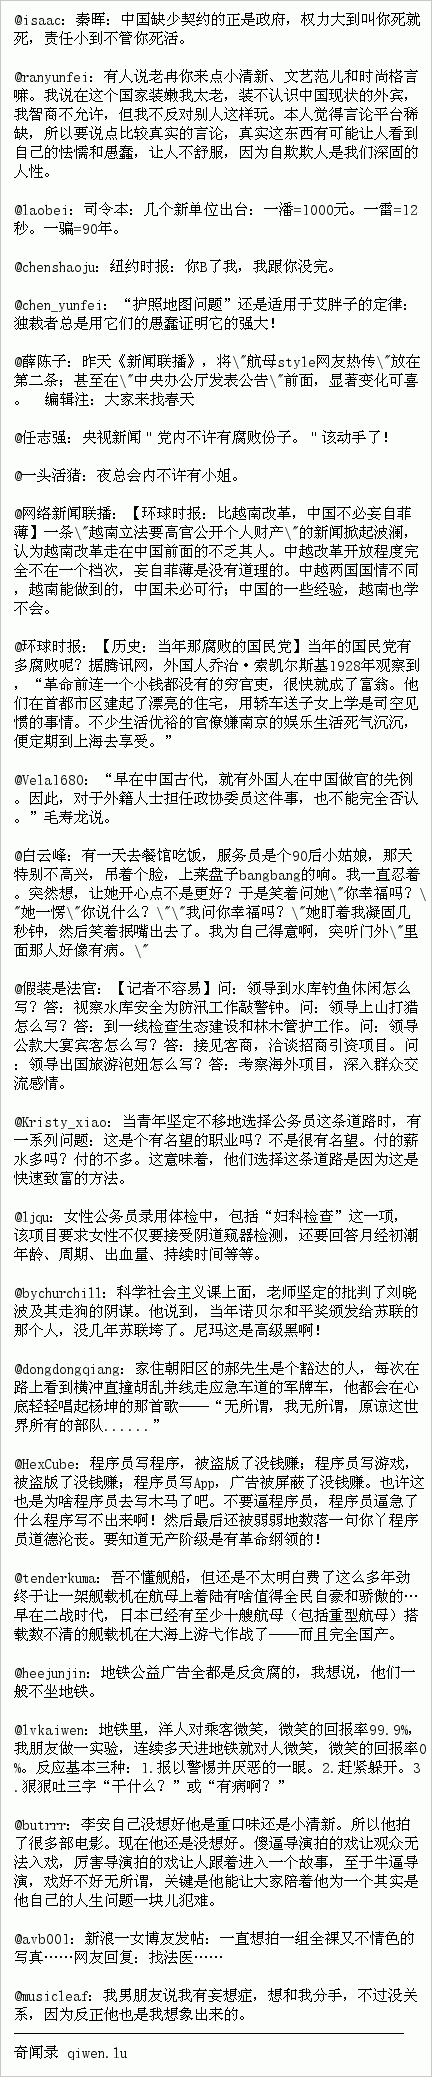 @isaac: 秦晖: 中国缺少契约的正是政府, 权力大到叫你死就
死, 责任小到不管你死活。
@ranyunfei: 有人说老冉你来点小清新、文艺范儿和时尚格言
嘛。我说在这个国家装嫩我太老, 装不认识中国现状的外宾,
我智商不允许, 但我不反对别人这样玩。本人觉得言论平台稀
缺, 所以要说点比较真实的言论, 真实这东西有可能让人看到
自己的怯懦和愚蠢, 让人不舒服, 因为自欺欺人是我们深固的
人性。
@laobei: 司令本: 几个新单位出台: 一潘=1000元。一雷=12
秒。一骗=90年。
@chenshaoju: 纽约时报: 你B了我, 我跟你没完。
@chen_yunfei: “护照地图问题”还是适用于艾胖子的定律:
独裁者总是用它们的愚蠢证明它的强大!
@薛陈子: 昨天《新闻联播》, 将\"航母style网友热传\"放在
第二条; 甚至在\"中央办公厅发表公告\"前面, 显著变化可喜
。 编辑注: 大家来找春天
@任志强: 央视新闻＂党内不许有腐败份子。＂该动手了!
@一头活猪: 夜总会内不许有小姐。
@网络新闻联播: 【环球时报: 比越南改革, 中国不必妄自菲
薄】一条\"越南立法要高官公开个人财产\"的新闻掀起波澜,
认为越南改革走在中国前面的不乏其人。中越改革开放程度完
全不在一个档次, 妄自菲薄是没有道理的。中越两国国情不同
, 越南能做到的, 中国未必可行; 中国的一些经验, 越南也学
不会。
@环球时报: 【历史: 当年那腐败的国民党】当年的国民党有
多腐败呢? 据腾讯网, 外国人乔治·索凯尔斯基1928年观察到
, “革命前连一个小钱都没有的穷官吏, 很快就成了富翁。他
们在首都市区建起了漂亮的住宅, 用轿车送子女上学是司空见
惯的事情。不少生活优裕的官僚嫌南京的娱乐生活死气沉沉,
便定期到上海去享受。”
@Vela1680: “早在中国古代, 就有外国人在中国做官的先例
。因此, 对于外籍人士担任政协委员这件事, 也不能完全否认
。”毛寿龙说。
@白云峰: 有一天去餐馆吃饭, 服务员是个90后小姑娘, 那天
特别不高兴, 吊着个脸, 上菜盘子bangbang的响。我一直忍着
。突然想, 让她开心点不是更好? 于是笑着问她\"你幸福吗? \
"她一愣\"你说什么? \"\"我问你幸福吗? \"她盯着我凝固几
秒钟, 然后笑着抿嘴出去了。我为自己得意啊, 突听门外\"里
面那人好像有病。\"
@假装是法官: 【记者不容易】问: 领导到水库钓鱼休闲怎么
写? 答: 视察水库安全为防汛工作敲警钟。问: 领导上山打猎
怎么写? 答: 到一线检查生态建设和林木管护工作。问: 领导
公款大宴宾客怎么写? 答: 接见客商, 洽谈招商引资项目。问
: 领导出国旅游泡妞怎么写? 答: 考察海外项目, 深入群众交
流感情。
@Kristy_xiao: 当青年坚定不移地选择公务员这条道路时, 有
一系列问题: 这是个有名望的职业吗? 不是很有名望。付的薪
水多吗? 付的不多。这意味着, 他们选择这条道路是因为这是
快速致富的方法。
@ljqu: 女性公务员录用体检中, 包括“妇科检查”这一项,
该项目要求女性不仅要接受阴道窥器检测, 还要回答月经初潮
年龄、周期、出血量、持续时间等等。
@bychurchill: 科学社会主义课上面, 老师坚定的批判了刘晓
波及其走狗的阴谋。他说到, 当年诺贝尔和平奖颁发给苏联的
那个人, 没几年苏联垮了。尼玛这是高级黑啊!
@dongdongqiang: 家住朝阳区的郝先生是个豁达的人, 每次在
路上看到横冲直撞胡乱并线走应急车道的军牌车, 他都会在心
底轻轻唱起杨坤的那首歌——“无所谓, 我无所谓, 原谅这世
界所有的部队......”
@HexCube: 程序员写程序, 被盗版了没钱赚; 程序员写游戏,
被盗版了没钱赚; 程序员写App, 广告被屏蔽了没钱赚。也许这
也是为啥程序员去写木马了吧。不要逼程序员, 程序员逼急了
什么程序写不出来啊! 然后最后还被弱弱地数落一句你丫程序
员道德沦丧。要知道无产阶级是有革命纲领的!
@tenderkuma: 吾不懂舰船, 但还是不太明白费了这么多年劲
终于让一架舰载机在航母上着陆有啥值得全民自豪和骄傲的…
早在二战时代, 日本已经有至少十艘航母（包括重型航母）搭
载数不清的舰载机在大海上游弋作战了——而且完全国产。
@heejunjin: 地铁公益广告全都是反贪腐的, 我想说, 他们一
般不坐地铁。
@lvkaiwen: 地铁里, 洋人对乘客微笑, 微笑的回报率99.9%,
我朋友做一实验, 连续多天进地铁就对人微笑, 微笑的回报率0
%。反应基本三种: 1.报以警惕并厌恶的一眼。2.赶紧躲开。3
.狠狠吐三字“干什么? ”或“有病啊? ”
@butrrr: 李安自己没想好他是重口味还是小清新。所以他拍
了很多部电影。现在他还是没想好。傻逼导演拍的戏让观众无
法入戏, 厉害导演拍的戏让人跟着进入一个故事, 至于牛逼导
演, 戏好不好无所谓, 关键是他能让大家陪着他为一个其实是
他自己的人生问题一块儿犯难。
@avb001: 新浪一女博友发帖: 一直想拍一组全裸又不情色的
写真……网友回复: 找法医……
@musicleaf: 我男朋友说我有妄想症, 想和我分手, 不过没关
系, 因为反正他也是我想象出来的。
奇闻录 qiwen.lu